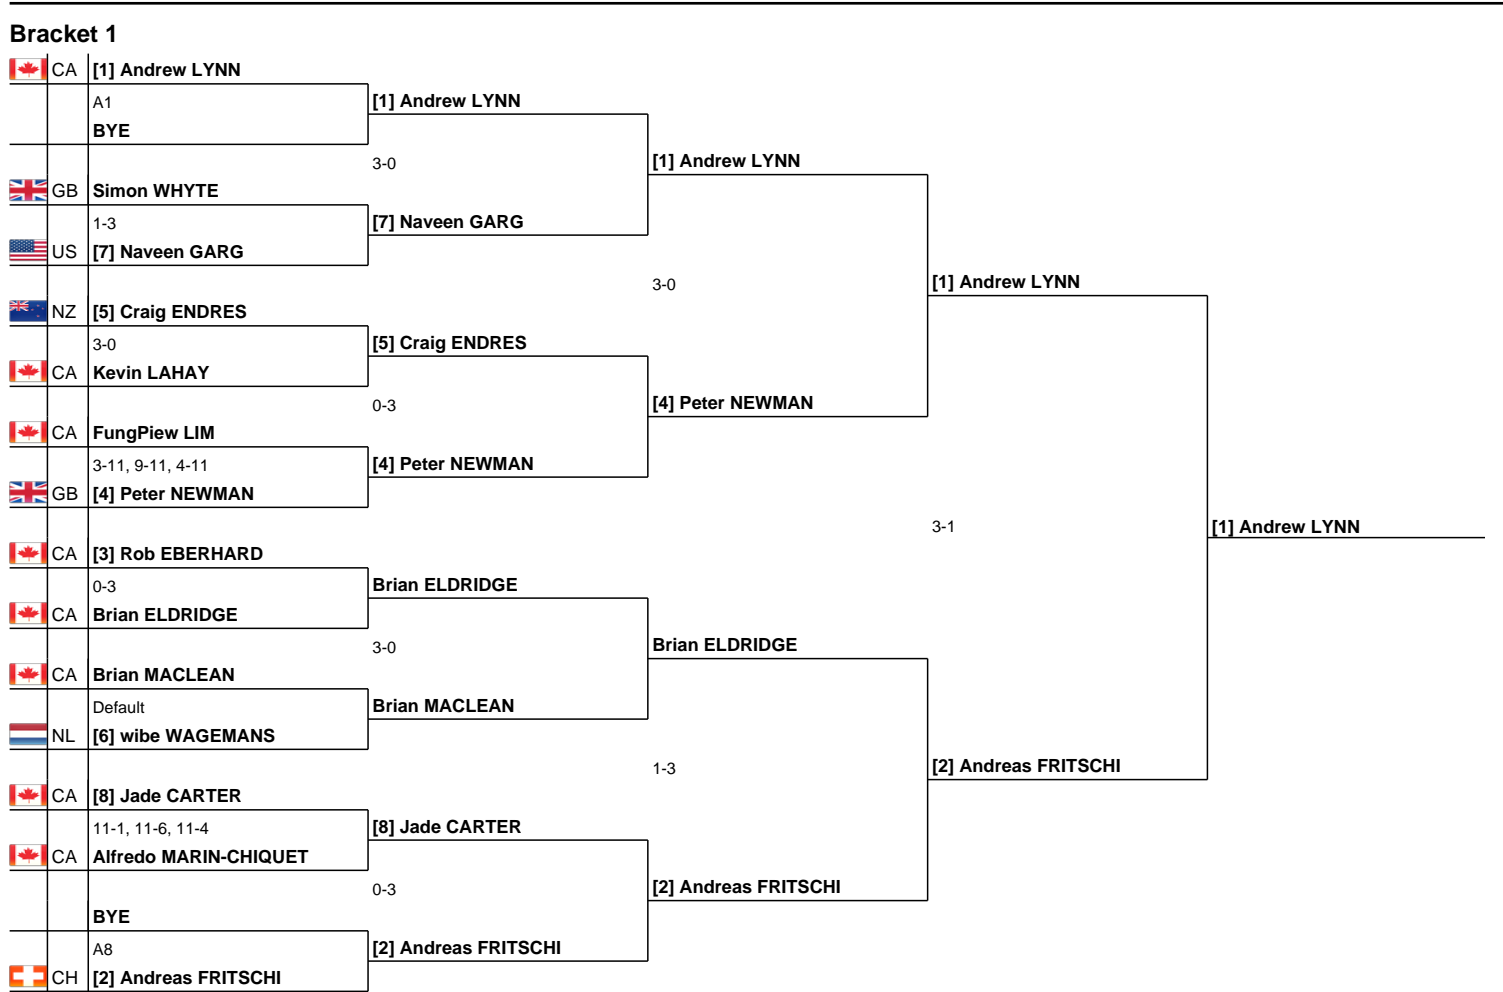 Bracket 1
CA [1] Andrew LYNN
A1 [1] Andrew LYNN
BYE
3-0 [1] Andrew LYNN
GB Simon WHYTE
1-3 [7] Naveen GARG
US [7] Naveen GARG
3-0 [1] Andrew LYNN
NZ [5] Craig ENDRES
3-0 [5] Craig ENDRES
CA Kevin LAHAY
0-3 [4] Peter NEWMAN
CA FungPiew LIM
3-11, 9-11, 4-11 [4] Peter NEWMAN
GB [4] Peter NEWMAN
3-1 [1] Andrew LYNN
CA [3] Rob EBERHARD
0-3 Brian ELDRIDGE
CA Brian ELDRIDGE
3-0 Brian ELDRIDGE
CA Brian MACLEAN
Default Brian MACLEAN
NL [6] wibe WAGEMANS
1-3 [2] Andreas FRITSCHI
CA [8] Jade CARTER
11-1, 11-6, 11-4 [8] Jade CARTER
CA Alfredo MARIN-CHIQUET
0-3 [2] Andreas FRITSCHI
BYE
A8 [2] Andreas FRITSCHI
CH [2] Andreas FRITSCHI